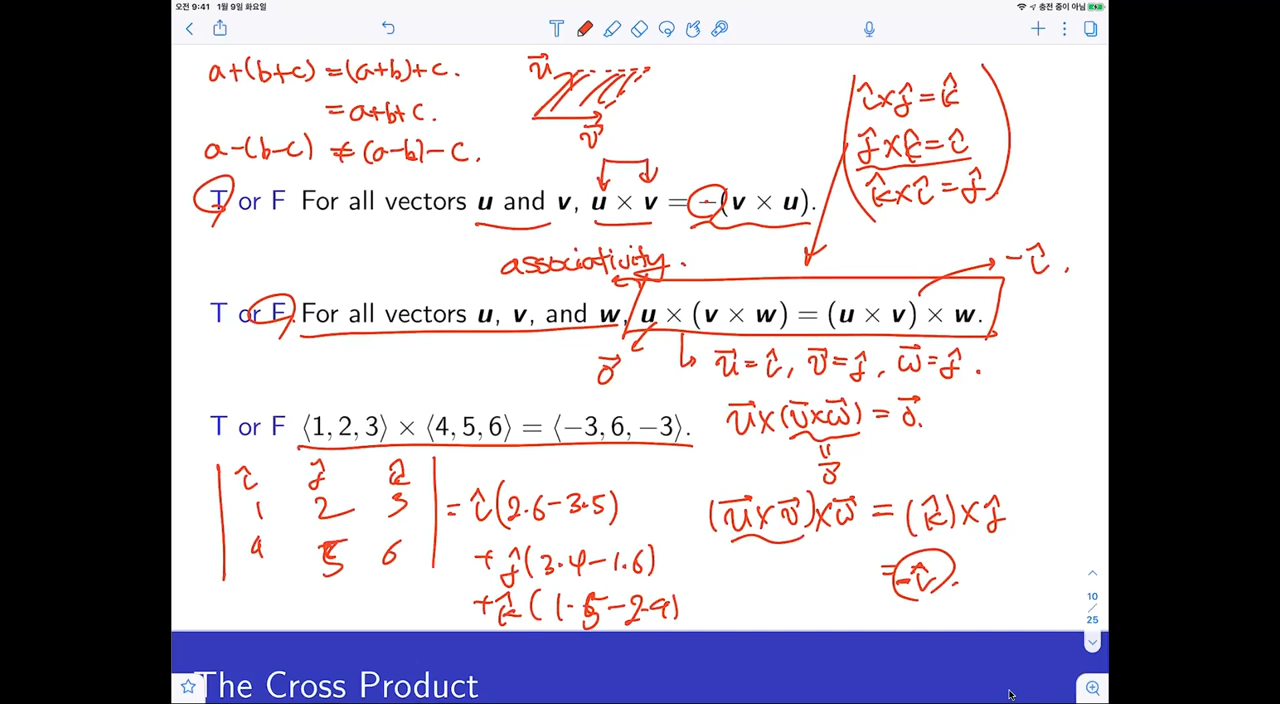 오전 9:41 1월 9일 화요일
충전 중이 아님
a+(b+c) = (a+b)+c.
= a+b+c.
a-(b-c) ≠ (a-b)-c.
u⃗
v⃗
î×ĵ = k̂
ĵ×k̂ = î
k̂×î = ĵ
T or F For all vectors u and v, u × v = −(v × u).
associativity.
-î.
T or F For all vectors u, v, and w, u × (v × w) = (u × v) × w.
0⃗
u⃗ = î, v⃗ = ĵ, w⃗ = ĵ.
T or F ⟨1, 2, 3⟩ × ⟨4, 5, 6⟩ = ⟨−3, 6, −3⟩.
u⃗×(v⃗×w⃗) = 0⃗.
0⃗
î ĵ k̂
1 2 3
4 5 6
= î(2·6-3·5)
+ĵ(3·4-1·6)
+k̂(1·5-2·4)
(u⃗×v⃗)×w⃗ = (k̂)×ĵ
= -î.
10
/
25
The Cross Product